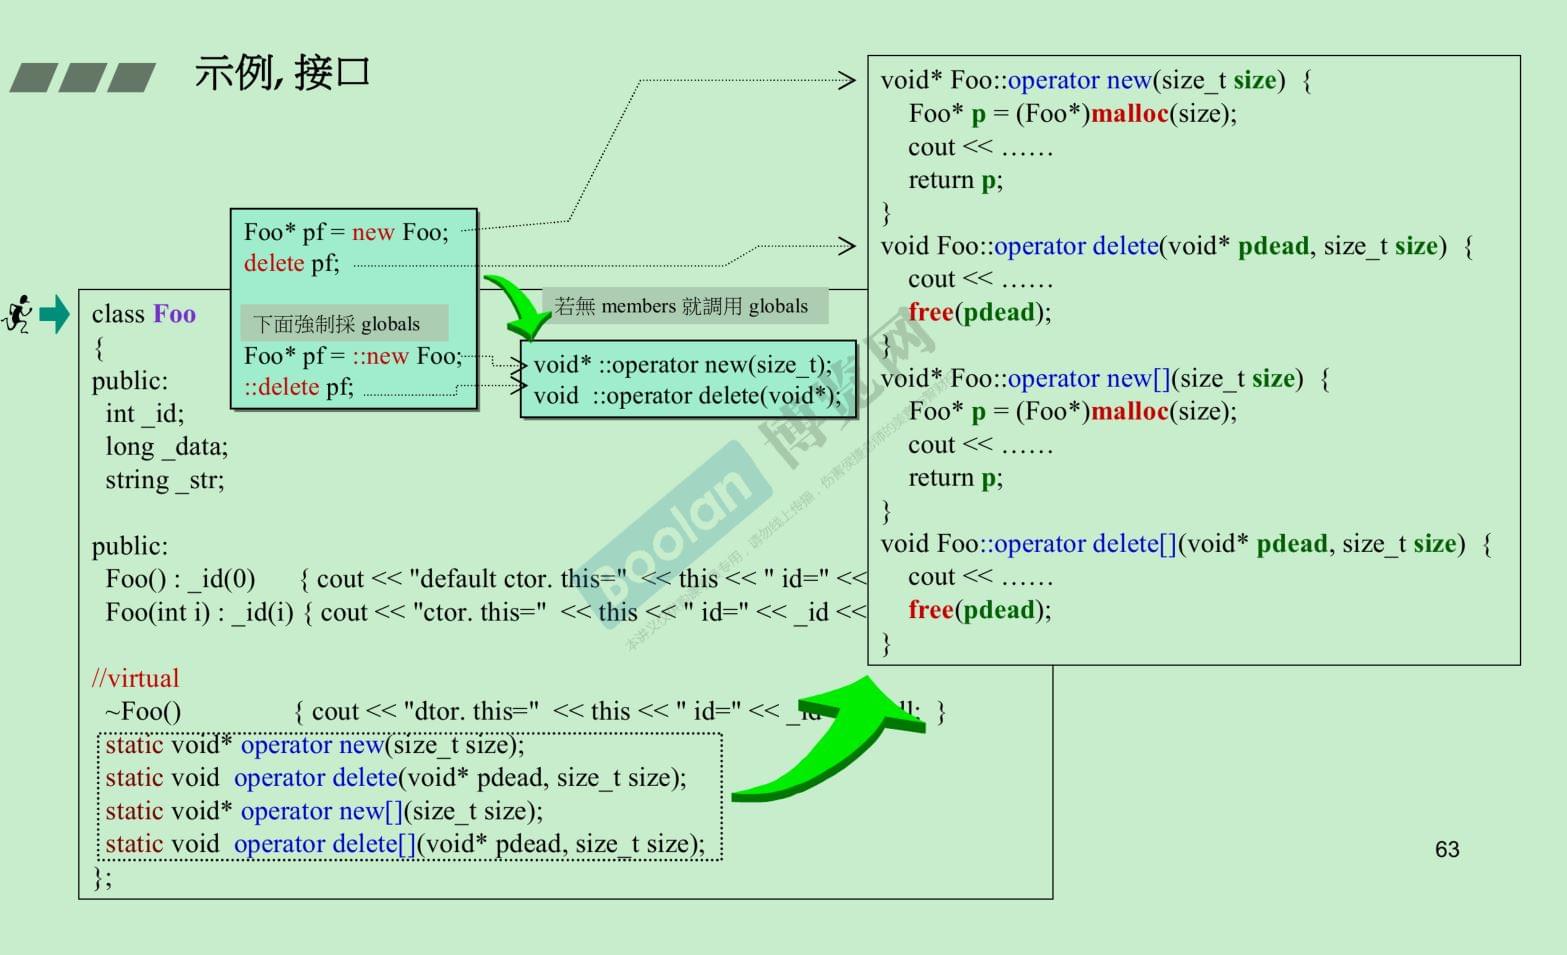 示例, 接口
Foo* pf = new Foo;
delete pf;
下面強制採 globals
Foo* pf = ::new Foo;
::delete pf;
若無 members 就調用 globals
void* ::operator new(size_t);
void ::operator delete(void*);
class Foo
{
public:
int _id;
long _data;
string _str;
public:
Foo() : _id(0) { cout << "default ctor. this=" << this << " id=" <<
Foo(int i) : _id(i) { cout << "ctor. this=" << this << " id=" << _id <<
//virtual
~Foo() { cout << "dtor. this=" << this << " id=" << }
static void* operator new(size_t size);
static void operator delete(void* pdead, size_t size);
static void* operator new[](size_t size);
static void operator delete[](void* pdead, size_t size);
};
void* Foo::operator new(size_t size) {
Foo* p = (Foo*)malloc(size);
cout << ……
return p;
}
void Foo::operator delete(void* pdead, size_t size) {
cout << ……
free(pdead);
}
void* Foo::operator new[](size_t size) {
Foo* p = (Foo*)malloc(size);
cout << ……
return p;
}
void Foo::operator delete[](void* pdead, size_t size) {
cout << ……
free(pdead);
}
Boolan 博览网
63